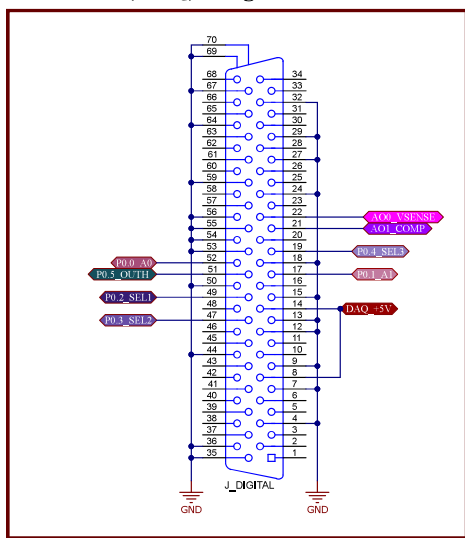 70
69
68 34
67 33
66 32
65 31
64 30
63 29
62 28
61 27
60 26
59 25
58 24
57 23
56 22 AO0_VSENSE
55 21 AO1_COMP
54 20
53 19 P0.4_SEL3
P0.0_A0 52 18
P0.5_OUTH 51 17 P0.1_A1
50 16
P0.2_SEL1 49 15
48 14 DAQ_+5V
P0.3_SEL2 47 13
46 12
45 11
44 10
43 9
42 8
41 7
40 6
39 5
38 4
37 3
36 2
35 1
J_DIGITAL
GND GND